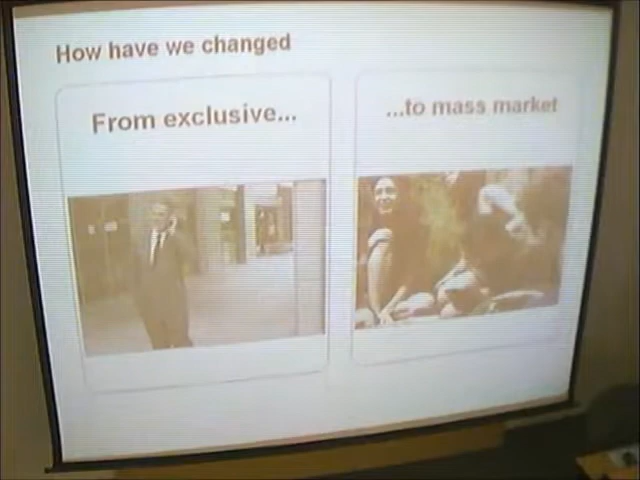 How have we changed
From exclusive...
...to mass market